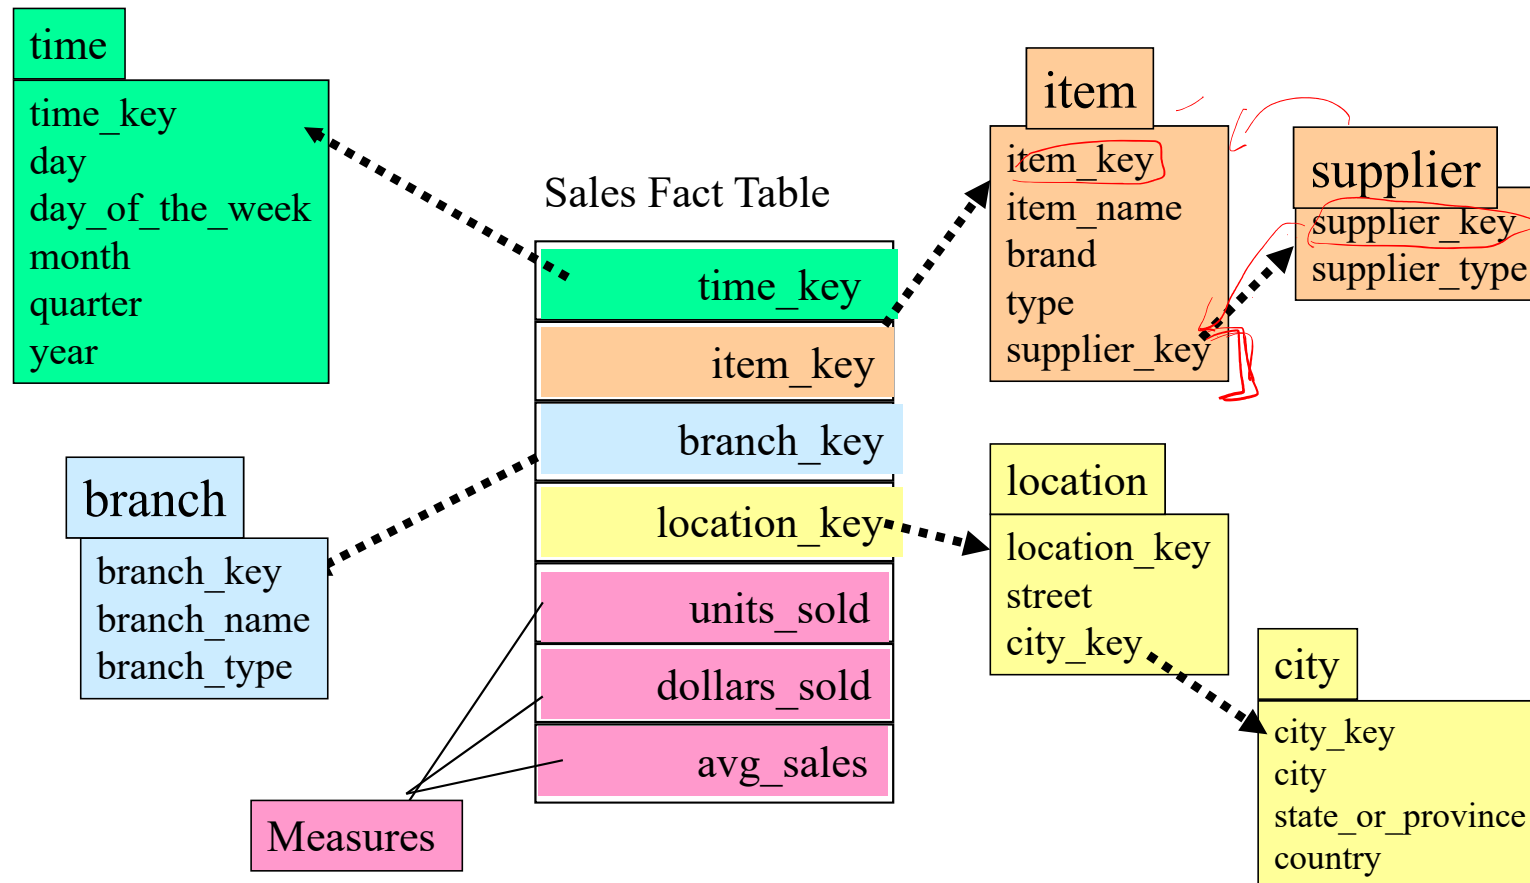 time
time_key
day
day_of_the_week
month
quarter
year
Sales Fact Table
time_key
item_key
branch_key
location_key
units_sold
dollars_sold
avg_sales
Measures
branch
branch_key
branch_name
branch_type
item
item_key
item_name
brand
type
supplier_key
supplier
supplier_key
supplier_type
location
location_key
street
city_key
city
city_key
city
state_or_province
country